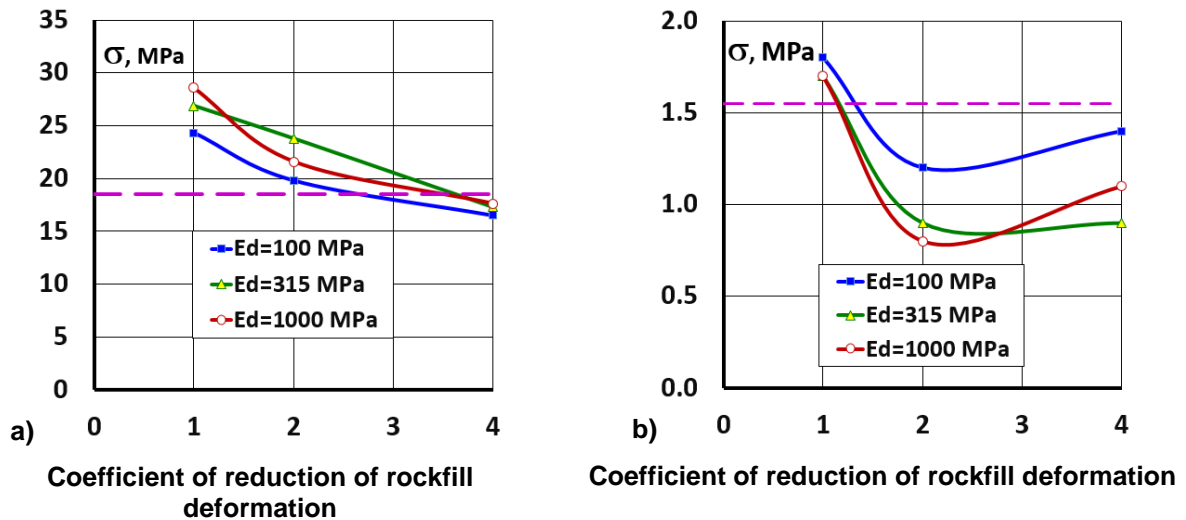 35
30
25
20
15
10
5
0
σ, MPa
Ed=100 MPa
Ed=315 MPa
Ed=1000 MPa
0 1 2 3 4
a)
Coefficient of reduction of rockfill
deformation
2.0
1.5
1.0
0.5
0.0
σ, MPa
Ed=100 MPa
Ed=315 MPa
Ed=1000 MPa
0 1 2 3 4
b)
Coefficient of reduction of rockfill deformation